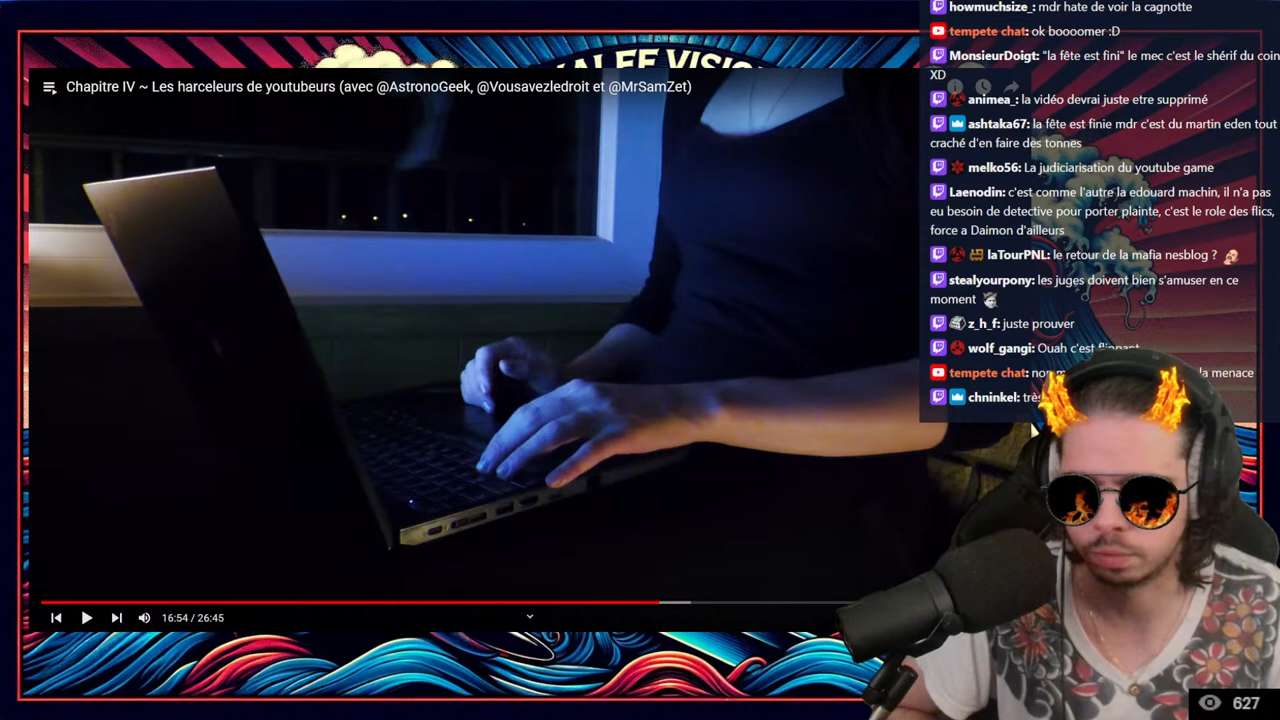 howmuchsize_: mdr hate de voir la cagnotte
tempete chat: ok boooomer :D
MonsieurDoigt: "la fête est fini" le mec c'est le shérif du coin
XD
KALEE VISIO
Chapitre IV ~ Les harceleurs de youtubeurs (avec @AstronoGeek, @Vousavezledroit et @MrSamZet)
animea_: la vidéo devrai juste etre supprimé
ashtaka67: la fête est finie mdr c'est du martin eden tout
craché d'en faire des tonnes
melko56: La judiciarisation du youtube game
Laenodin: c'est comme l'autre la edouard machin, il n'a pas
eu besoin de detective pour porter plainte, c'est le role des flics,
force a Daimon d'ailleurs
laTourPNL: le retour de la mafia nesblog ?
stealyourpony: les juges doivent bien s'amuser en ce
moment
z_h_f: juste prouver
wolf_gangi: Ouah c'est flippant
tempete chat: la menace
chninkel: très
16:54 / 26:45
627